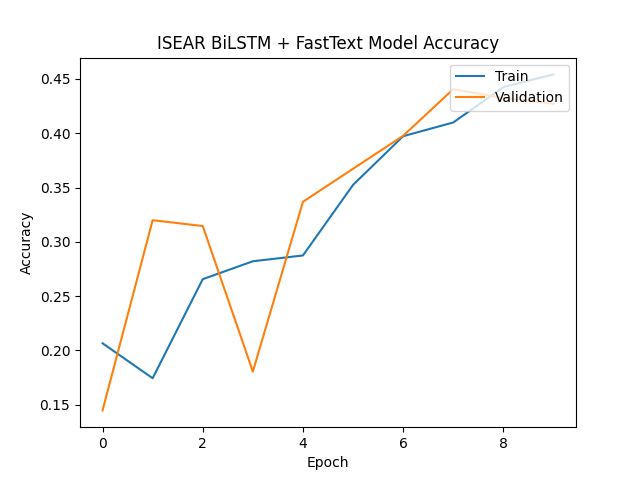 ISEAR BiLSTM + FastText Model Accuracy
Train
Validation
0.45
0.40
0.35
0.30
0.25
0.20
0.15
Accuracy
0 2 4 6 8
Epoch